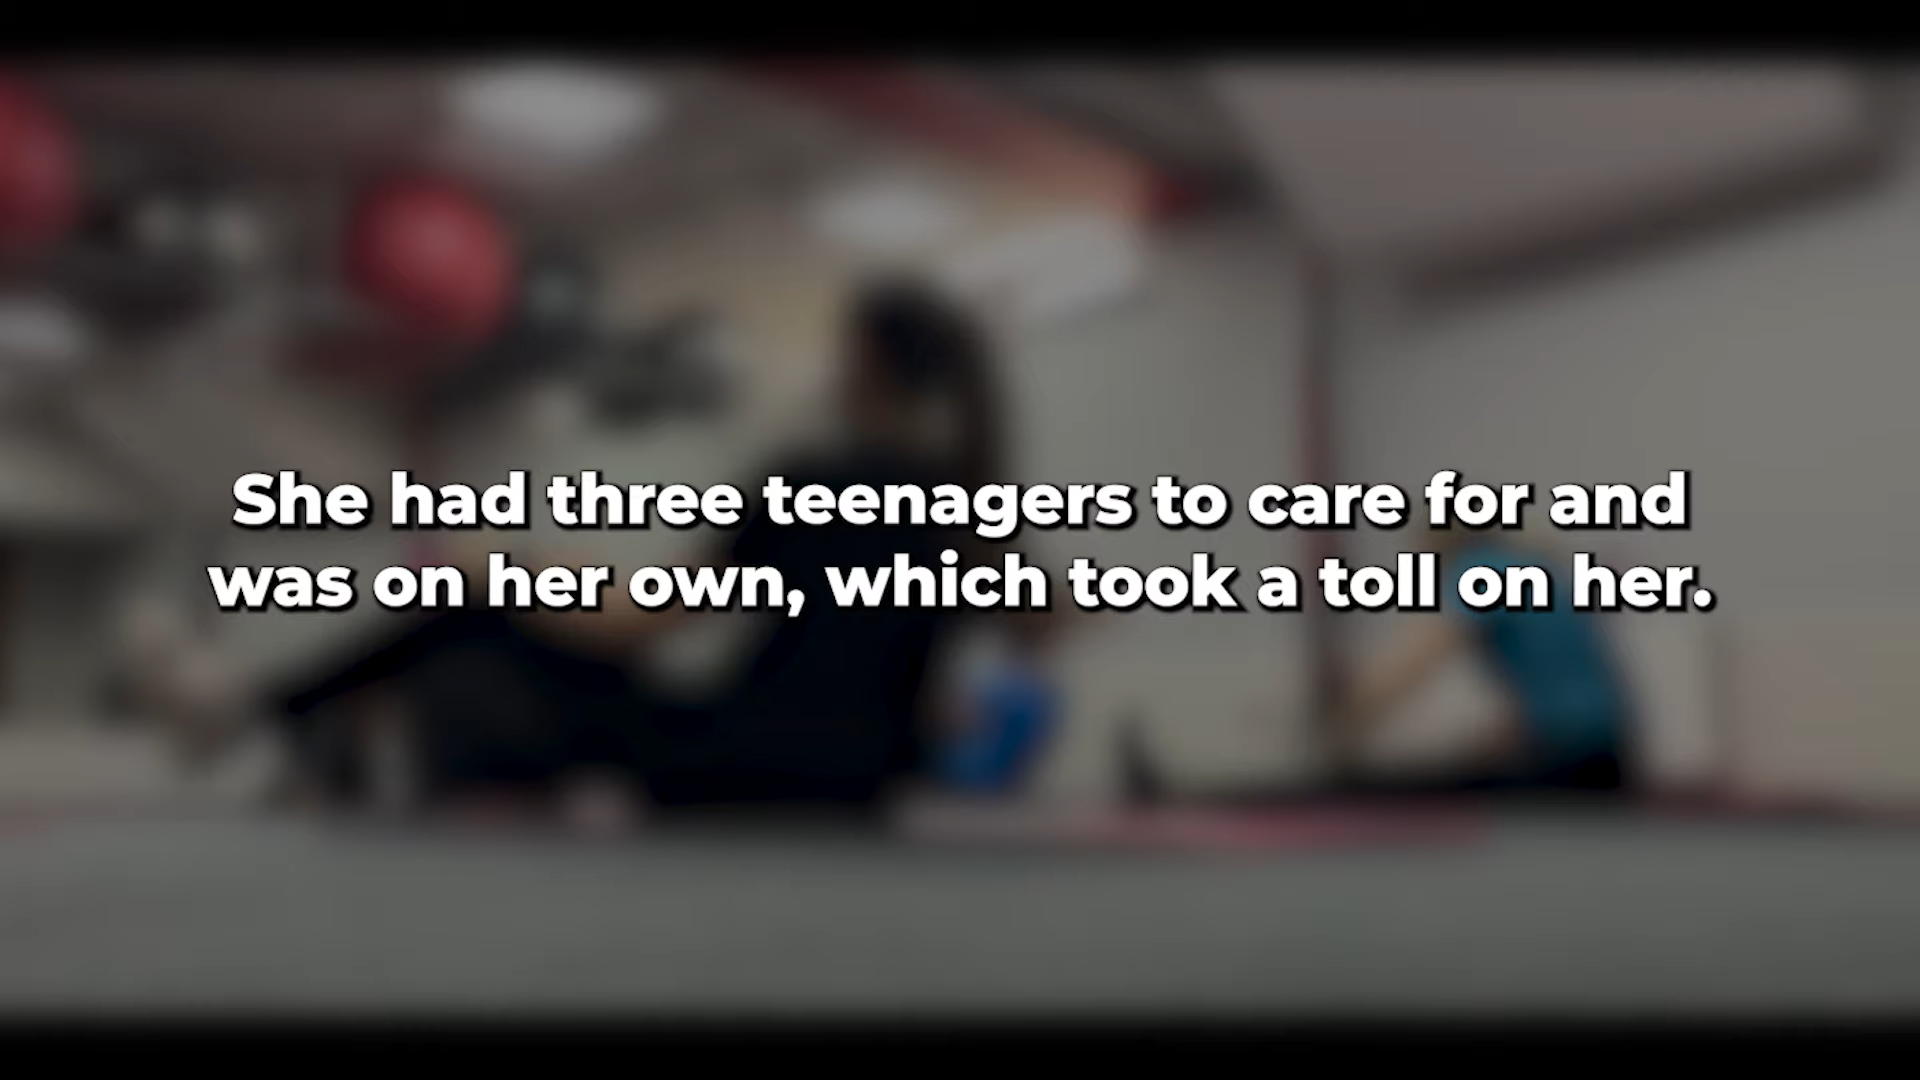 She had three teenagers to care for and
was on her own, which took a toll on her.